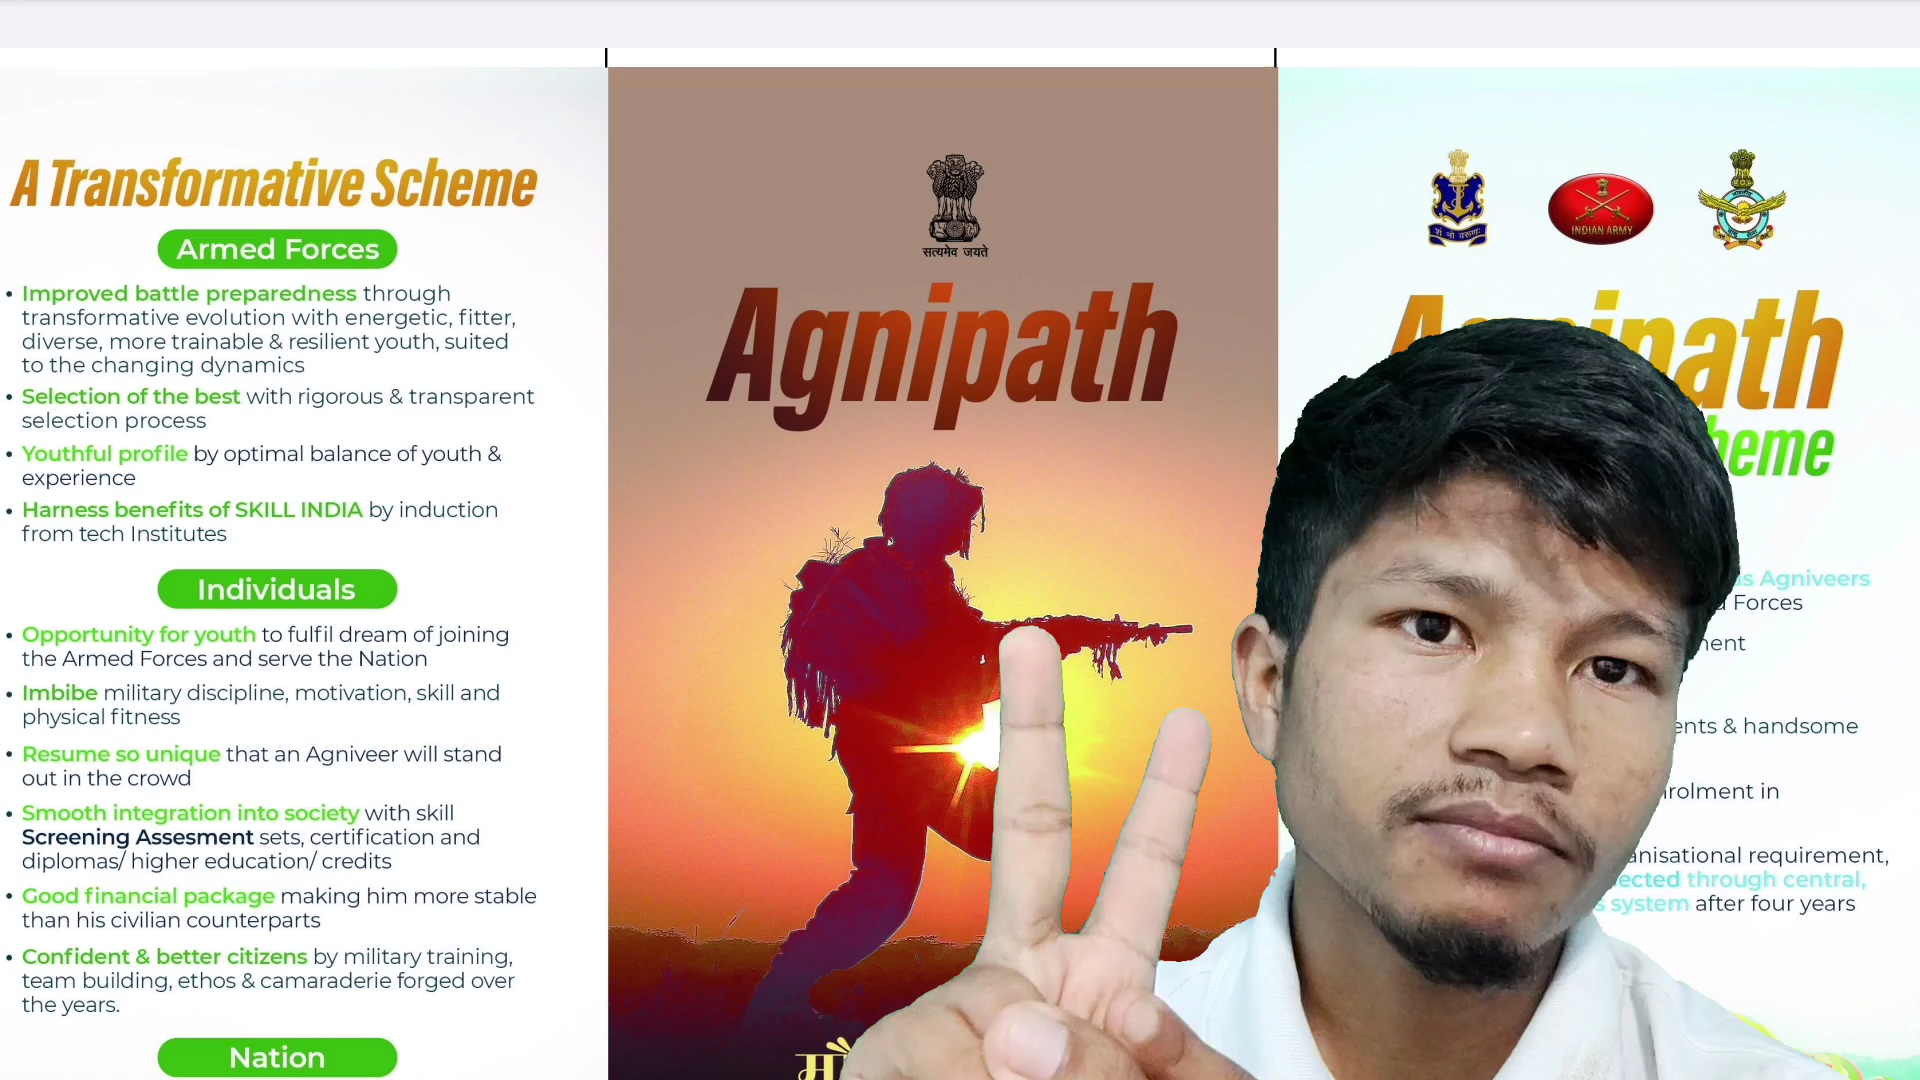 A Transformative Scheme
Armed Forces
• Improved battle preparedness through
transformative evolution with energetic, fitter,
diverse, more trainable & resilient youth, suited
to the changing dynamics
• Selection of the best with rigorous & transparent
selection process
• Youthful profile by optimal balance of youth &
experience
• Harness benefits of SKILL INDIA by induction
from tech Institutes
Individuals
• Opportunity for youth to fulfil dream of joining
the Armed Forces and serve the Nation
• Imbibe military discipline, motivation, skill and
physical fitness
• Resume so unique that an Agniveer will stand
out in the crowd
• Smooth integration into society with skill
Screening Assesment sets, certification and
diplomas/ higher education/ credits
• Good financial package making him more stable
than his civilian counterparts
• Confident & better citizens by military training,
team building, ethos & camaraderie forged over
the years.
Nation
सत्यमेव जयते
Agnipath
INDIAN ARMY
Agniveers
Forces
& handsome
in
requirement,
through central,
system after four years